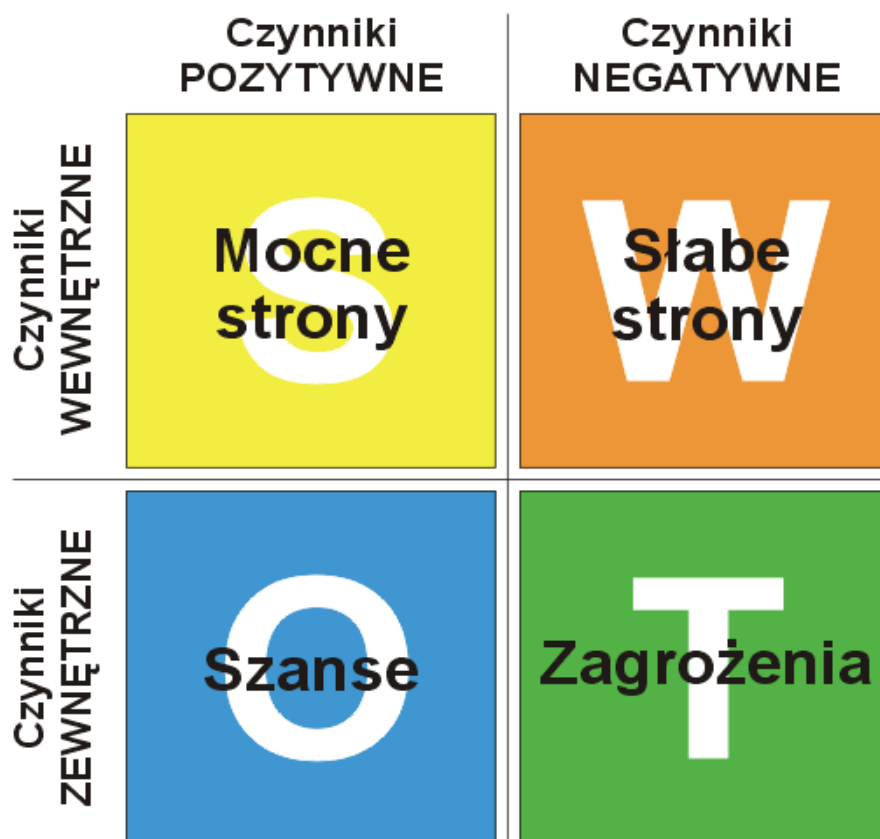 Czynniki
POZYTYWNE
Czynniki
NEGATYWNE
Czynniki
WEWNĘTRZNE
S
Mocne
strony
W
Słabe
strony
Czynniki
ZEWNĘTRZNE
O
Szanse
T
Zagrożenia